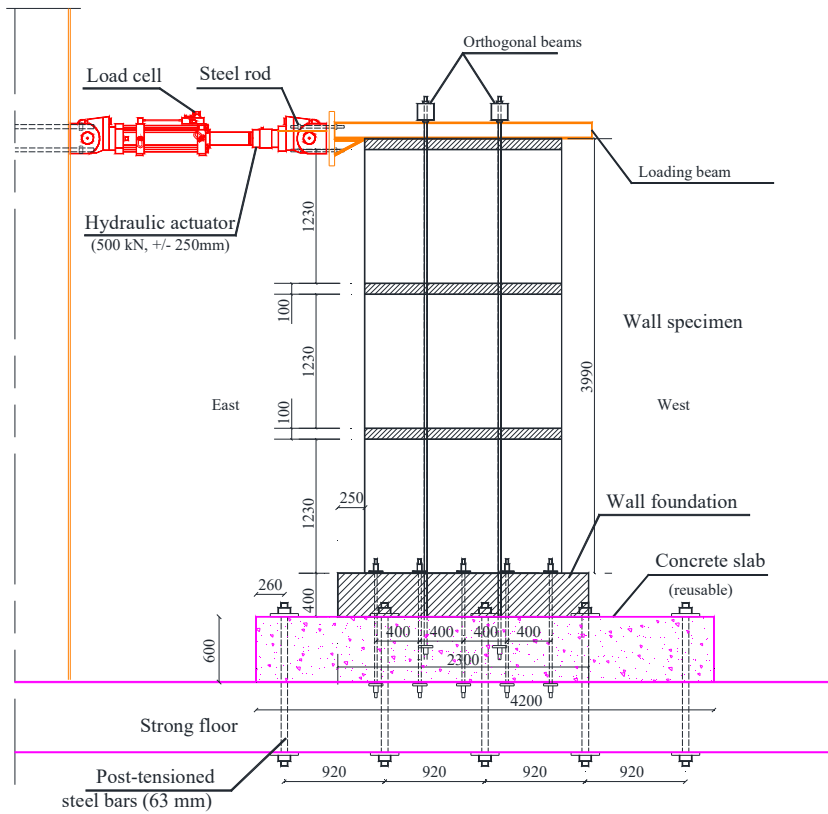 Orthogonal beams
Load cell
Steel rod
Loading beam
Hydraulic actuator
(500 kN, +/- 250mm)
1230
100
1230
100
1230
400
3990
Wall specimen
East
West
250
Wall foundation
260
Concrete slab
(reusable)
600
400
400
400
400
2300
4200
Strong floor
Post-tensioned
steel bars (63 mm)
920
920
920
920